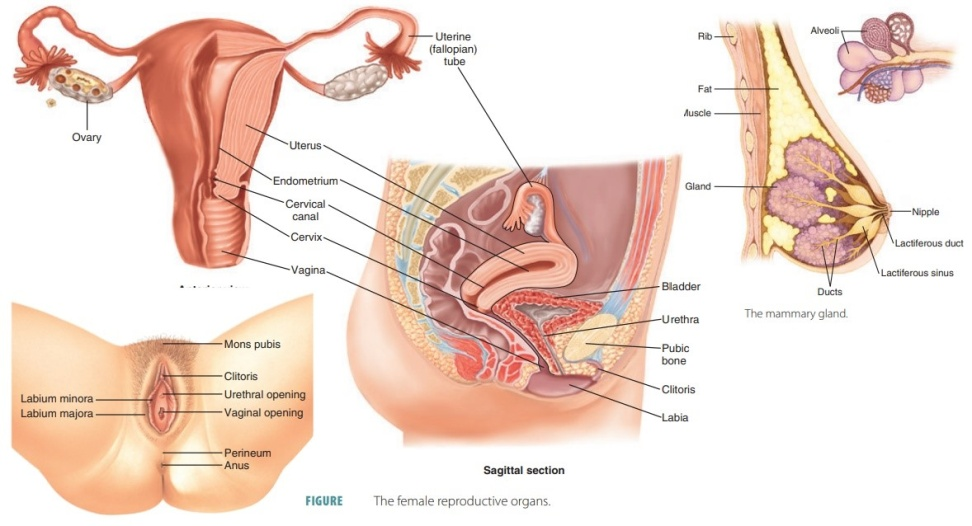 Uterine
(fallopian)
tube
Ovary
Uterus
Endometrium
Cervical
canal
Cervix
Vagina
Rib
Fat
Muscle
Gland
Alveoli
Nipple
Lactiferous duct
Lactiferous sinus
Ducts
The mammary gland.
Bladder
Urethra
Pubic
bone
Clitoris
Labia
Mons pubis
Clitoris
Urethral opening
Vaginal opening
Labium minora
Labium majora
Perineum
Anus
Sagittal section
FIGURE The female reproductive organs.